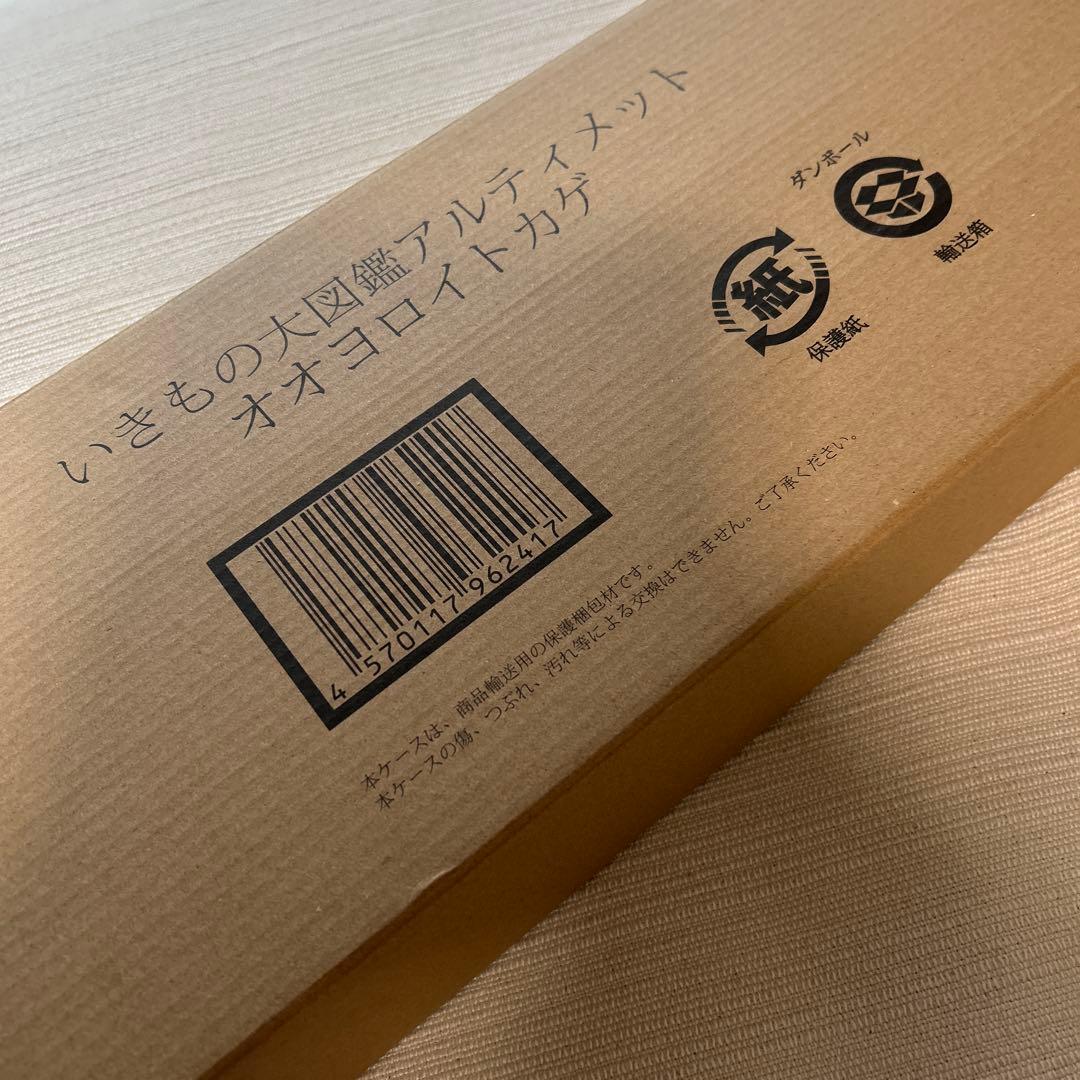 いきもの大図鑑アルティメット
オオヨロイトカゲ
ダンボール
輸送箱
紙
保護紙
4 570117 962417
本ケースは、商品輸送用の保護梱包材です。
本ケースの傷、つぶれ、汚れ等による交換はできません。ご了承ください。